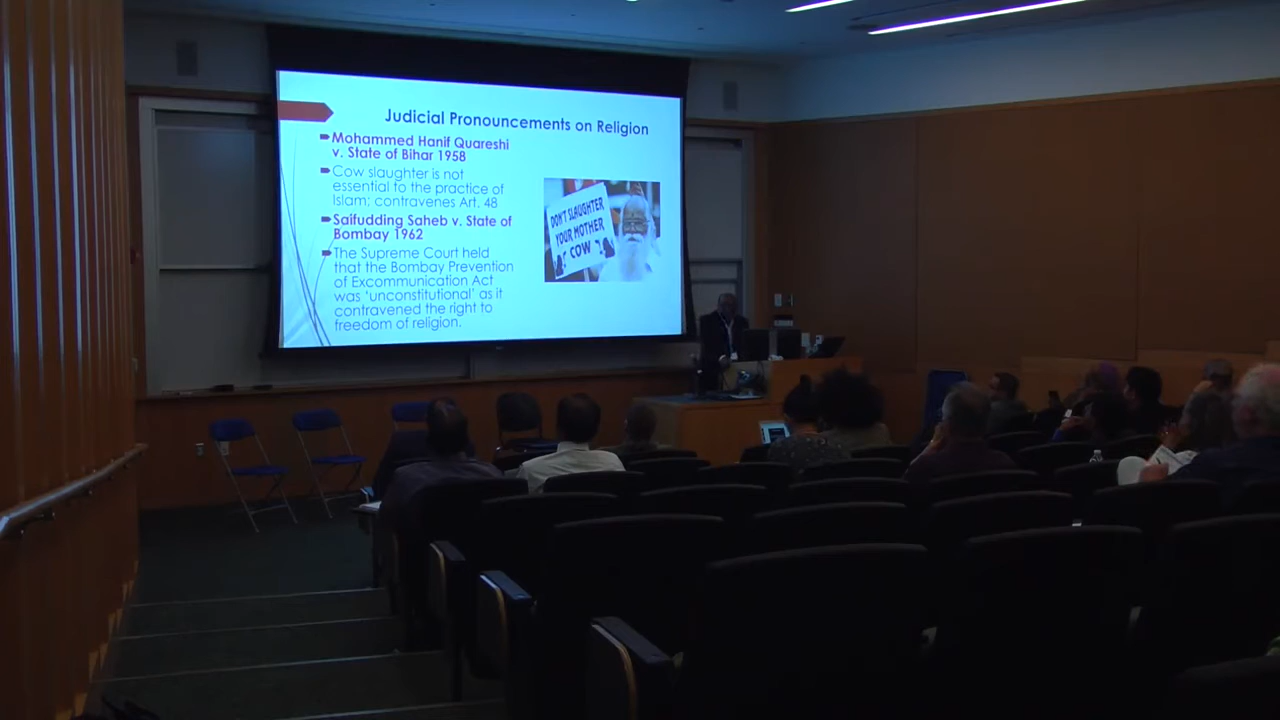 Judicial Pronouncements on Religion
Mohammed Hanif Quareshi
v. State of Bihar 1958
Cow slaughter is not
essential to the practice of
Islam; contravenes Art. 48
Saifudding Saheb v. State of
Bombay 1962
The Supreme Court held
that the Bombay Prevention
of Excommunication Act
was 'unconstitutional' as it
contravened the right to
freedom of religion.
DON'T SLAUGHTER
YOUR MOTHER
COW